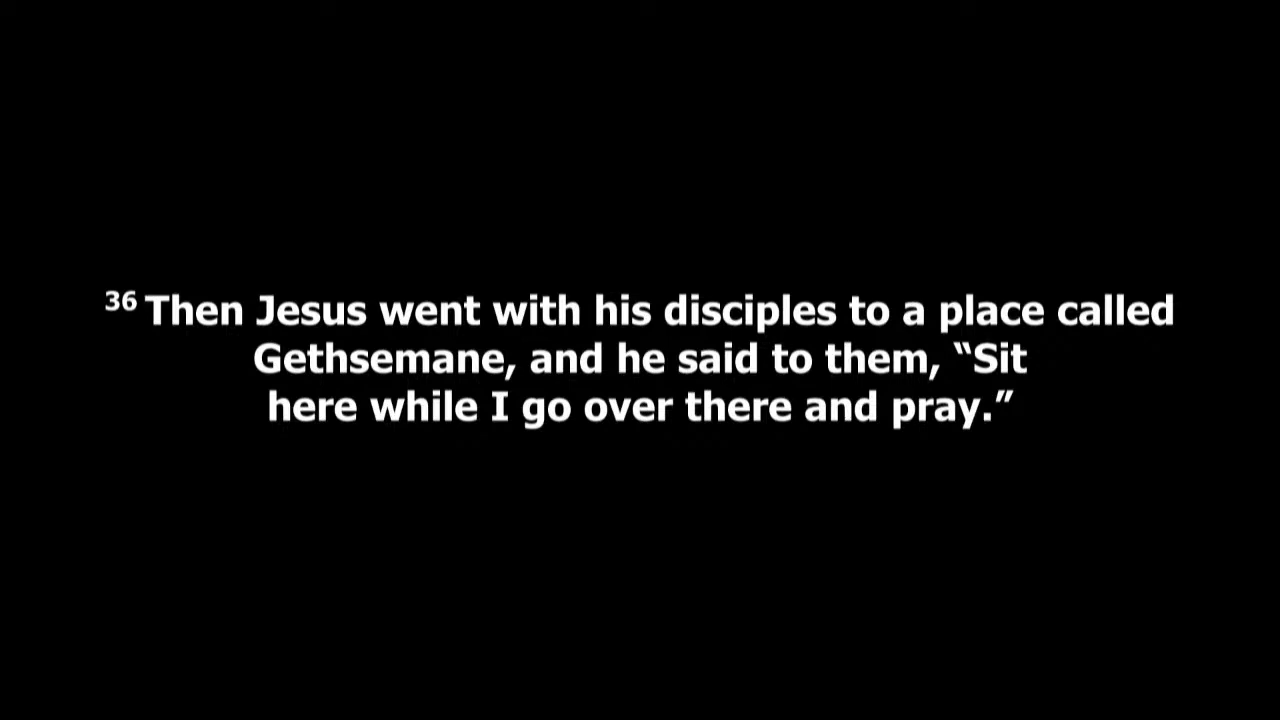 36 Then Jesus went with his disciples to a place called
Gethsemane, and he said to them, “Sit
here while I go over there and pray.”